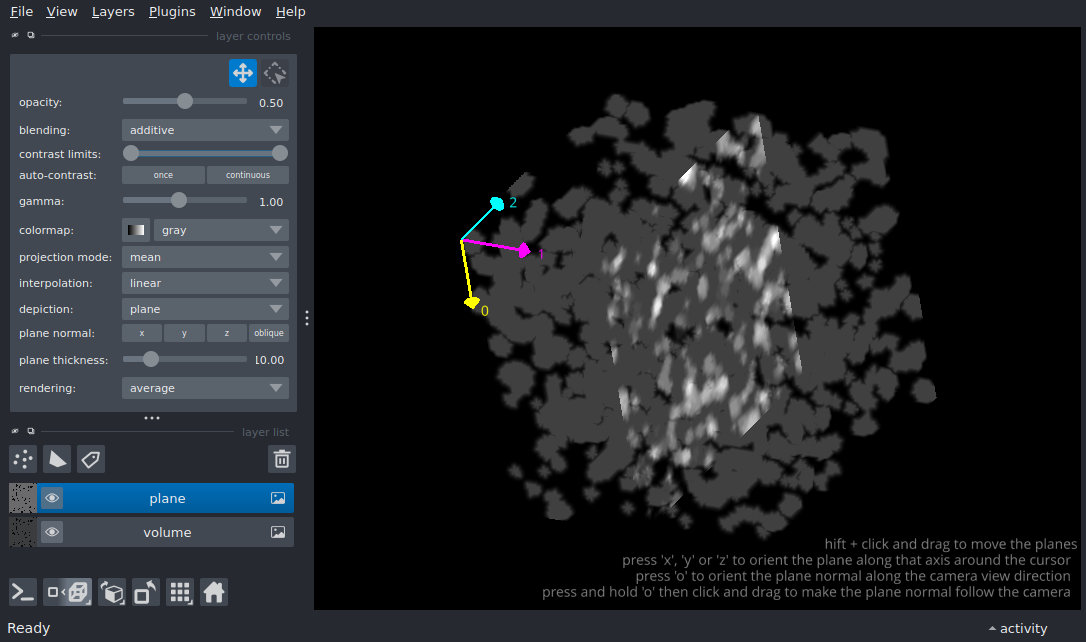 File View Layers Plugins Window Help
layer controls
opacity: 0.50
blending: additive
contrast limits:
auto-contrast: once continuous
gamma: 1.00
colormap: gray
projection mode: mean
interpolation: linear
depiction: plane
plane normal: x y z oblique
plane thickness: 10.00
rendering: average
layer list
plane
volume
2
1
0
hift + click and drag to move the planes
press 'x', 'y' or 'z' to orient the plane along that axis around the cursor
press 'o' to orient the plane normal along the camera view direction
press and hold 'o' then click and drag to make the plane normal follow the camera
Ready
activity